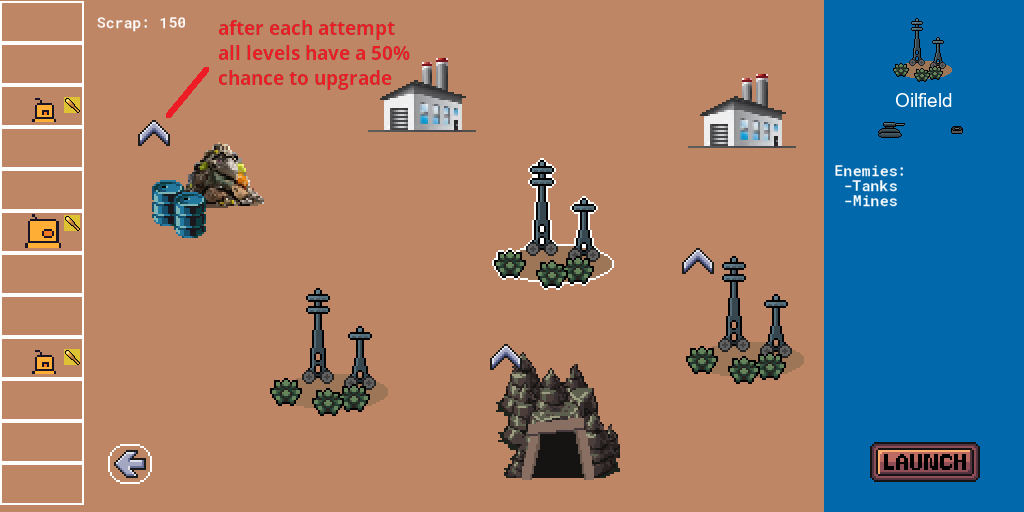 Scrap: 150
after each attempt
all levels have a 50%
chance to upgrade
Oilfield
Enemies:
-Tanks
-Mines
LAUNCH